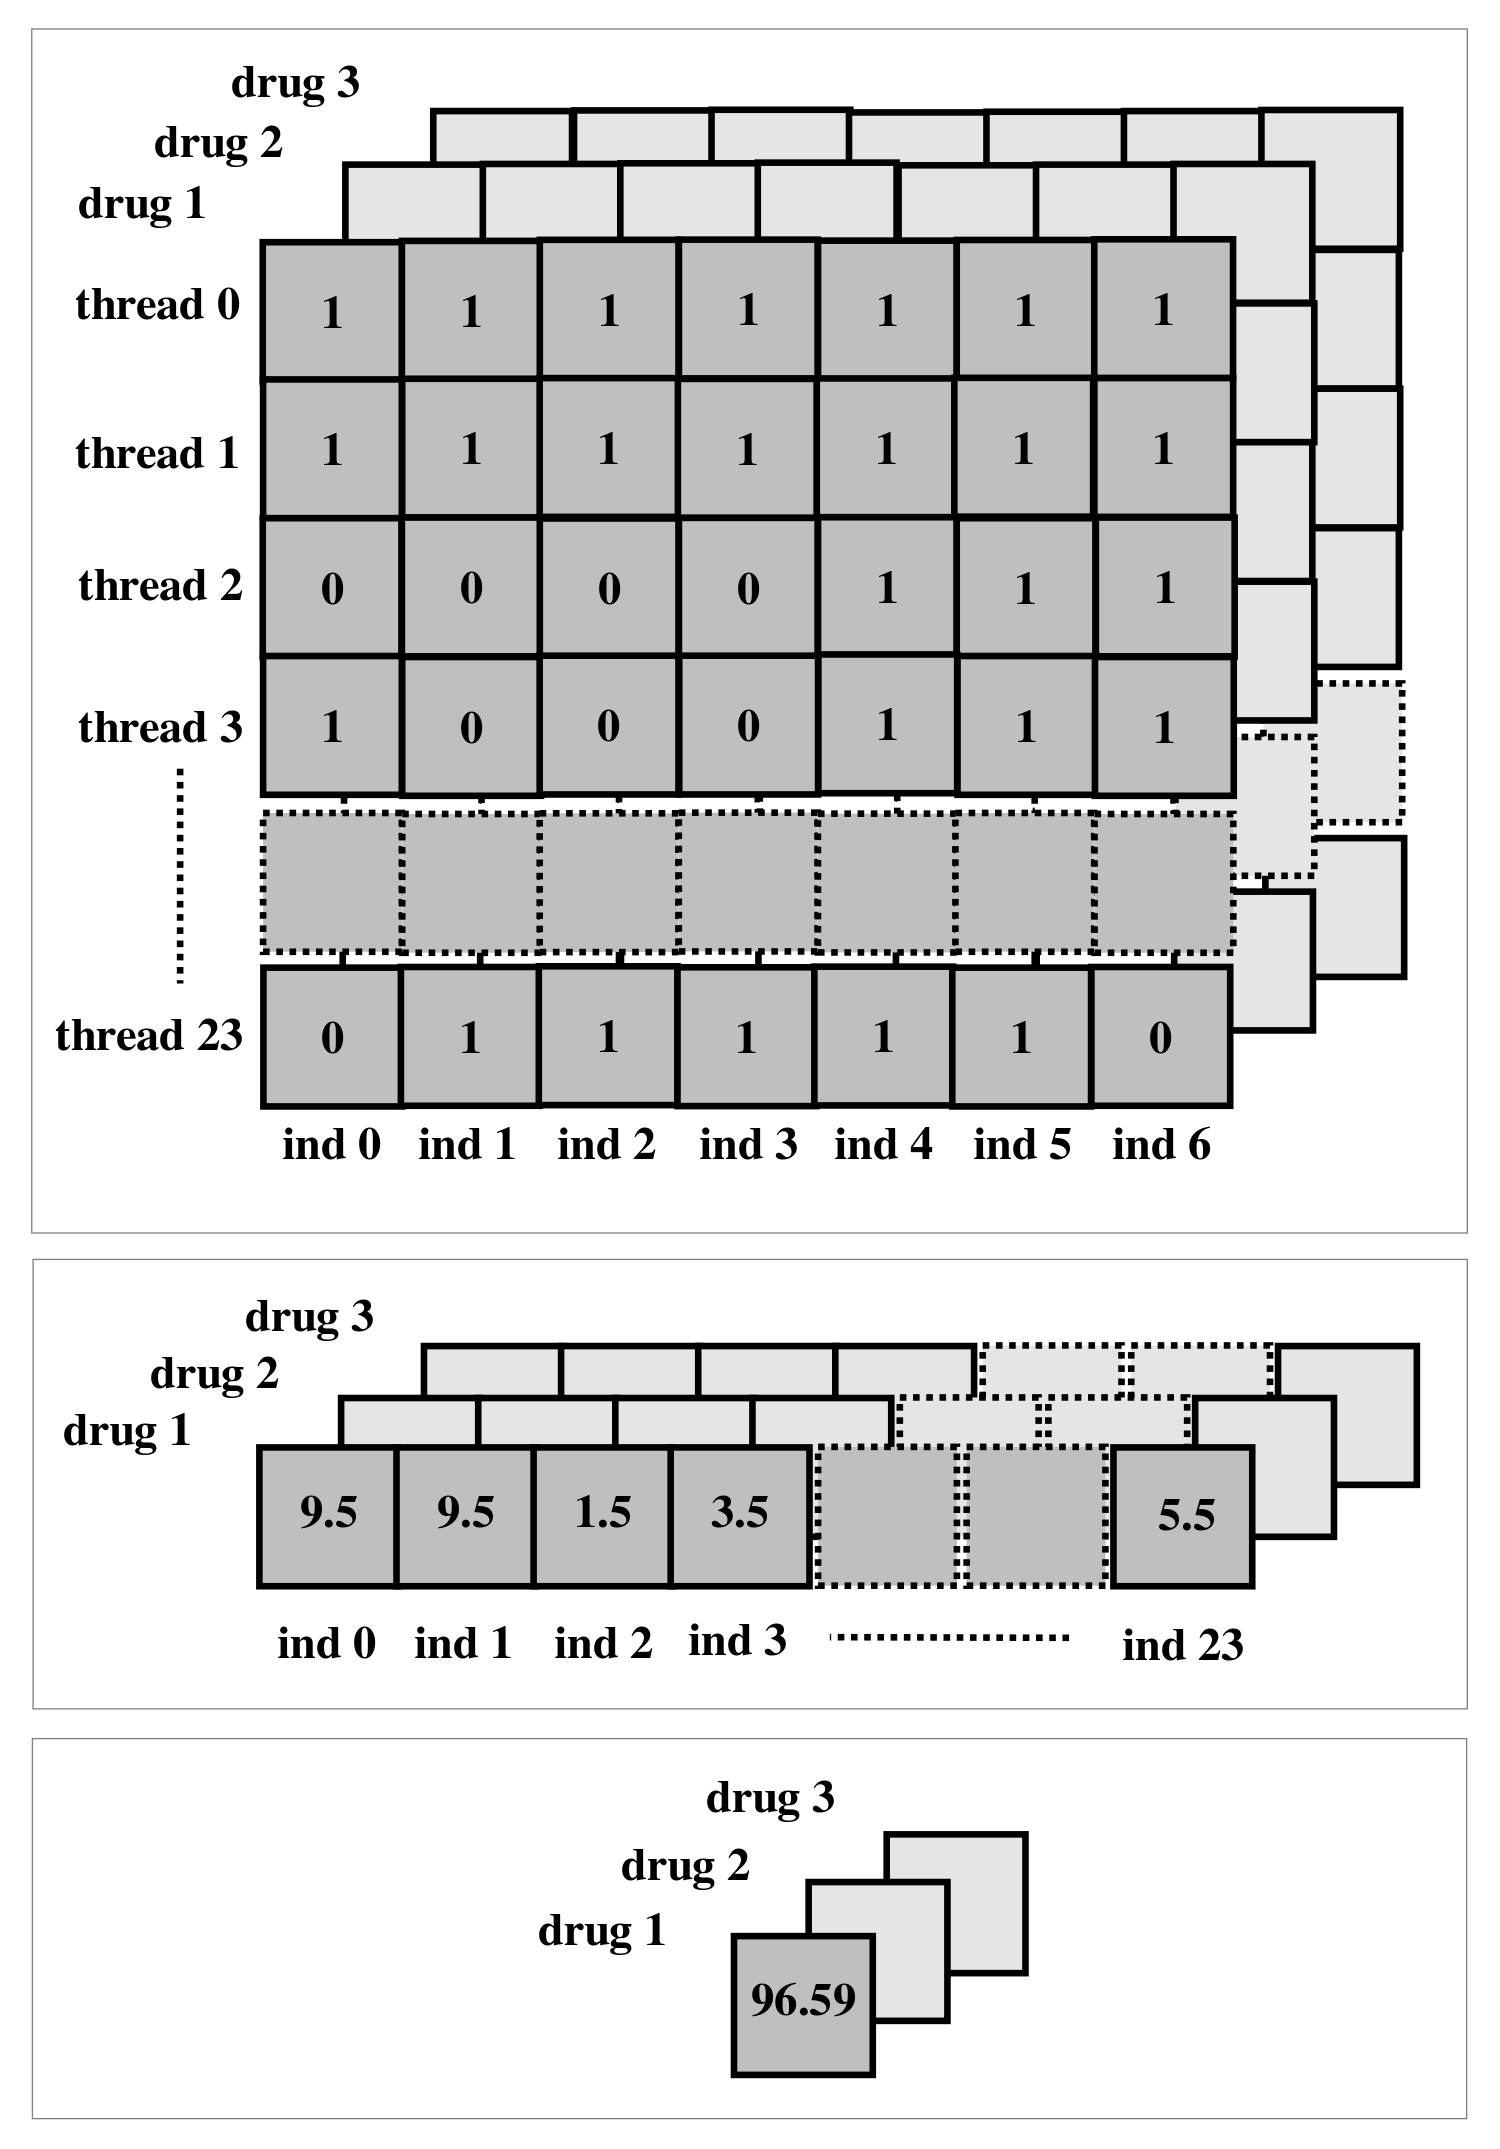 drug 3
drug 2
drug 1
thread 0 1 1 1 1 1 1 1
thread 1 1 1 1 1 1 1 1
thread 2 0 0 0 0 1 1 1
thread 3 1 0 0 0 1 1 1
thread 23 0 1 1 1 1 1 0
ind 0 ind 1 ind 2 ind 3 ind 4 ind 5 ind 6
drug 3
drug 2
drug 1
9.5 9.5 1.5 3.5 5.5
ind 0 ind 1 ind 2 ind 3 ind 23
drug 3
drug 2
drug 1
96.59